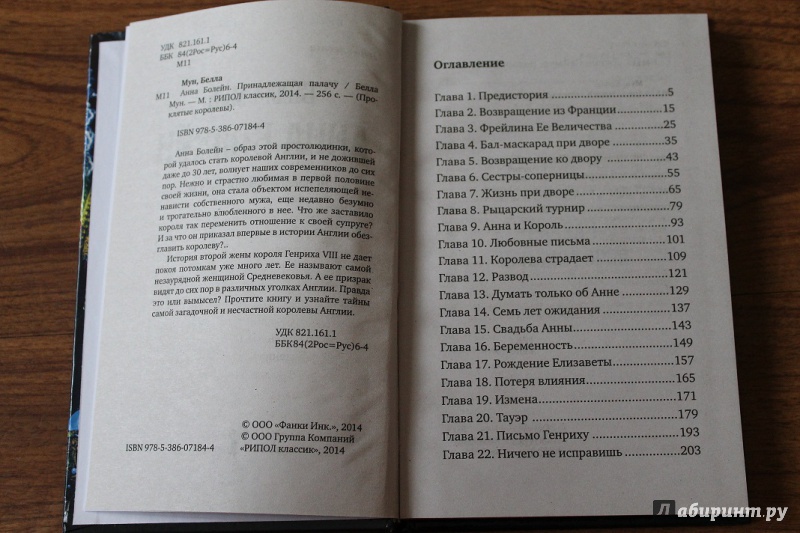 УДК 821.161.1
ББК 84(2Рос=Рус)6-4
М11
Мун, Белла
М11 Анна Болейн. Принадлежащая палачу / Белла
Мун. — М. : РИПОЛ классик, 2014. — 256 с. — (Про-
клятые королевы).
ISBN 978-5-386-07184-4
Анна Болейн – образ этой простолюдинки, кото-
рой удалось стать королевой Англии, и не дожившей
даже до 30 лет, волнует наших современников до сих
пор. Нежно и страстно любимая в первой половине
своей жизни, она стала объектом испепеляющей не-
нависти собственного мужа, еще недавно безумно
и трогательно влюбленного в нее. Что же заставило
короля так переменить отношение к своей супруге?
И за что он приказал впервые в истории Англии обез-
главить королеву?..
История второй жены короля Генриха VIII не дает
покоя потомкам уже много лет. Ее называют самой
незаурядной женщиной Средневековья. А ее призрак
видят до сих пор в различных уголках Англии. Правда
это или вымысел? Прочтите книгу и узнайте тайны
самой загадочной и несчастной королевы Англии.
УДК 821.161.1
ББК84(2Рос=Рус)6-4
© ООО «Фанки Инк.», 2014
© ООО Группа Компаний
ISBN 978-5-386-07184-4 «РИПОЛ классик», 2014
Оглавление
Глава 1. Предистория 5
Глава 2. Возвращение из Франции 15
Глава 3. Фрейлина Ее Величества 25
Глава 4. Бал-маскарад при дворе 35
Глава 5. Возвращение ко двору 43
Глава 6. Сестры-соперницы 55
Глава 7. Жизнь при дворе 65
Глава 8. Рыцарский турнир 79
Глава 9. Анна и Король 93
Глава 10. Любовные письма 101
Глава 11. Королева страдает 109
Глава 12. Развод 121
Глава 13. Думать только об Анне 129
Глава 14. Семь лет ожидания 137
Глава 15. Свадьба Анны 143
Глава 16. Беременность 149
Глава 17. Рождение Елизаветы 157
Глава 18. Потеря влияния 165
Глава 19. Измена 171
Глава 20. Тауэр 179
Глава 21. Письмо Генриху 193
Глава 22. Ничего не исправишь 203
Л Лабиринт.ру